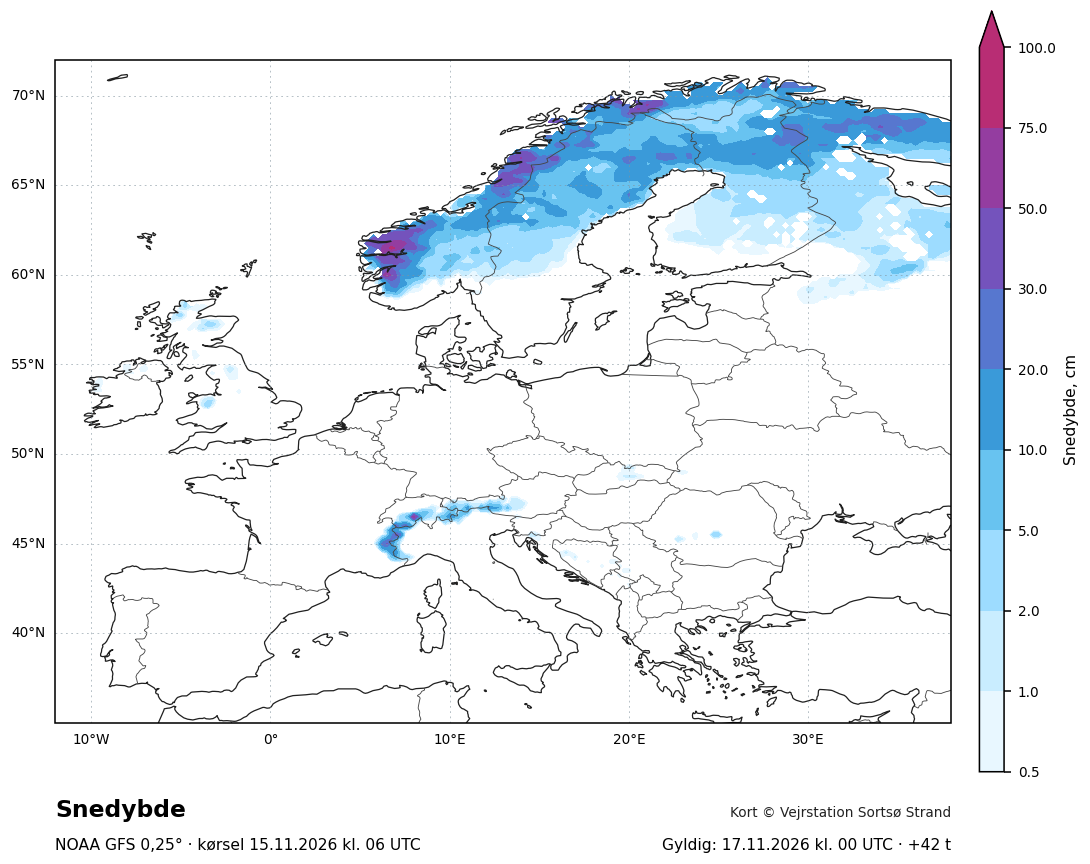 100.0
75.0
50.0
30.0
20.0
10.0
5.0
2.0
1.0
0.5
Snedybde, cm
70°N
65°N
60°N
55°N
50°N
45°N
40°N
10°W
0°
10°E
20°E
30°E
Snedybde
Kort © Vejrstation Sortsø Strand
NOAA GFS 0,25° · kørsel 15.11.2026 kl. 06 UTC
Gyldig: 17.11.2026 kl. 00 UTC · +42 t